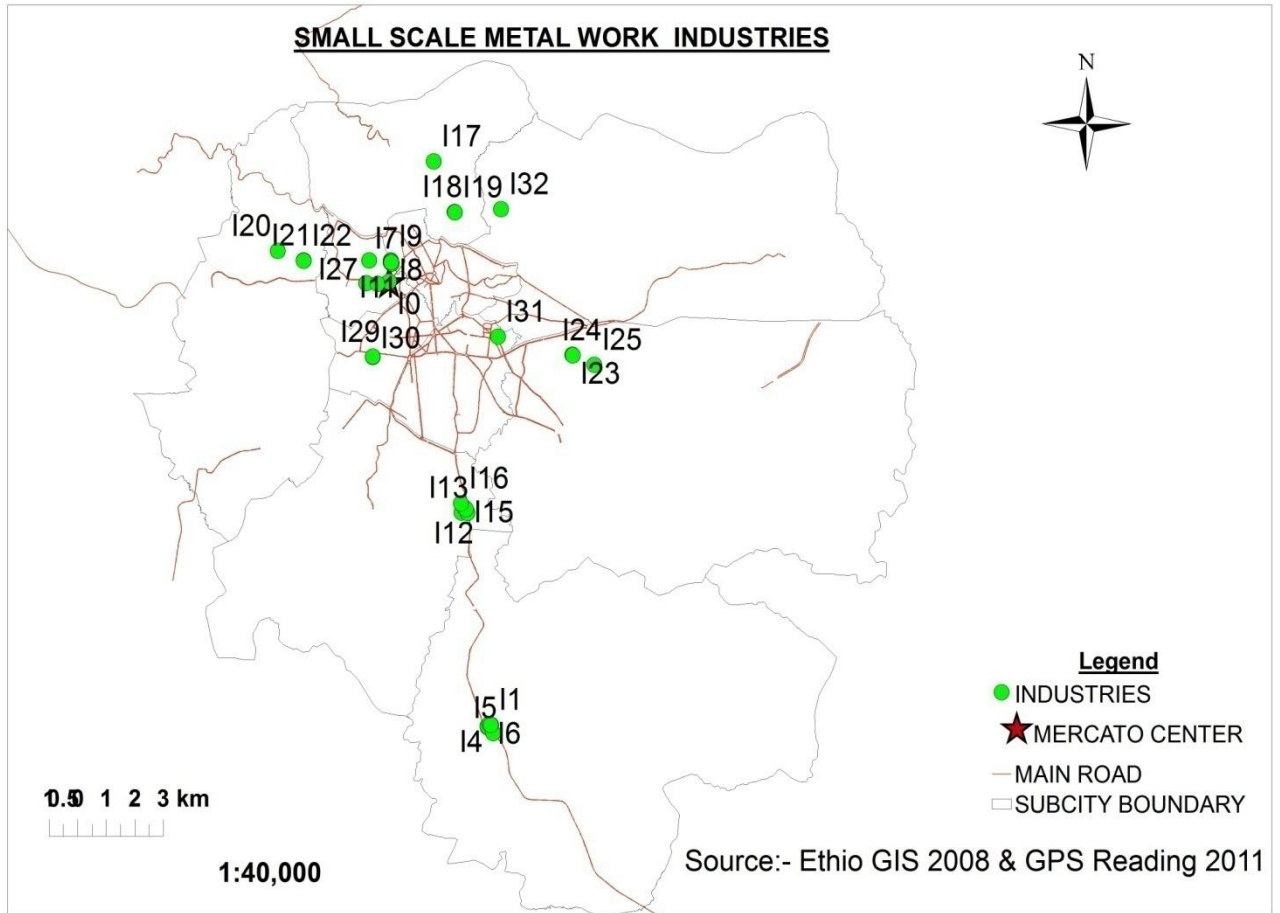 SMALL SCALE METAL WORK INDUSTRIES
N
I17
I18 I19 I32
I20 I21 I22 I7 I9
I27 I8
I11 I0
I31
I29 I30 I24 I25
I23
I16
I13
I15
I12
I5 I1
I4 I6
Legend
INDUSTRIES
MERCATO CENTER
MAIN ROAD
SUBCITY BOUNDARY
1 2 3 km
1:40,000
Source:- Ethio GIS 2008 & GPS Reading 2011